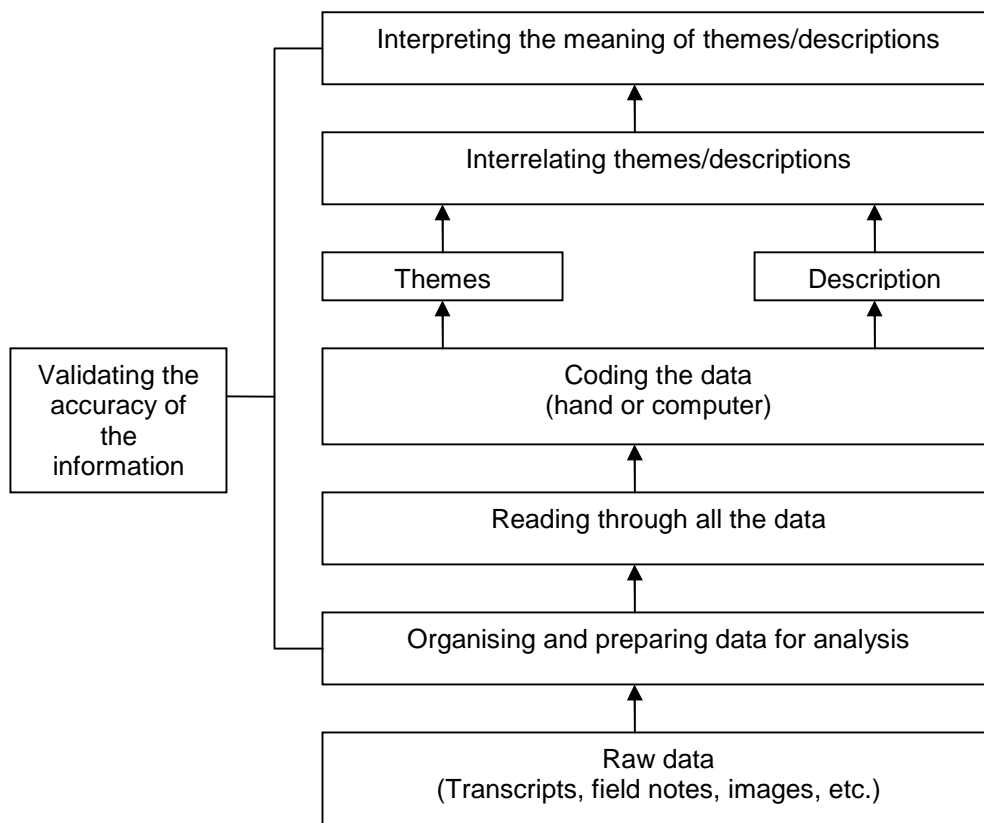 Interpreting the meaning of themes/descriptions
Interrelating themes/descriptions
Themes
Description
Validating the
accuracy of
the
information
Coding the data
(hand or computer)
Reading through all the data
Organising and preparing data for analysis
Raw data
(Transcripts, field notes, images, etc.)